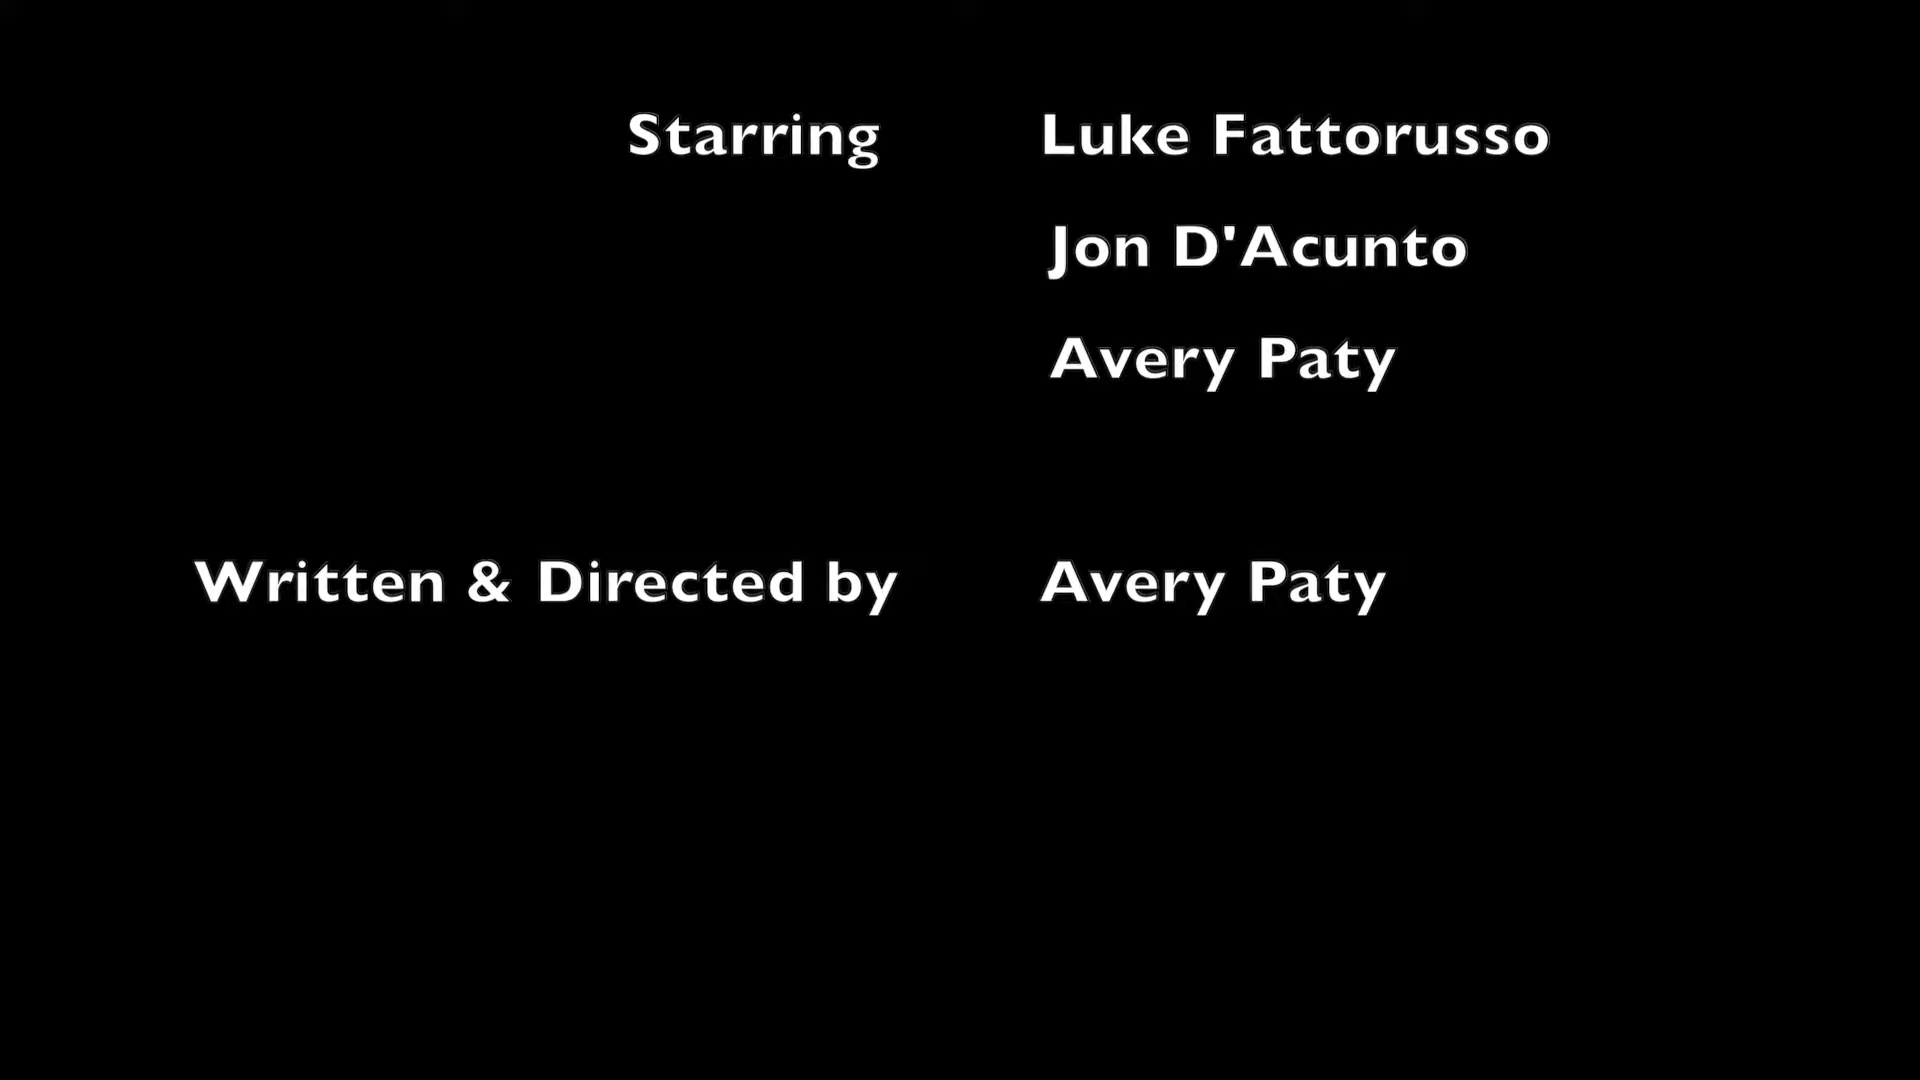 Starring Luke Fattorusso
Jon D'Acunto
Avery Paty
Written & Directed by Avery Paty